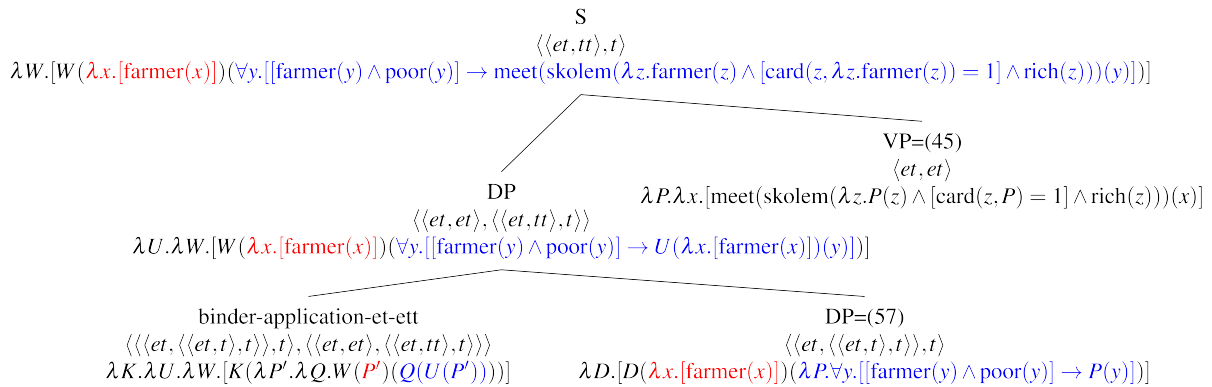 S
⟨⟨et,tt⟩,t⟩
λW.[W(λx.[farmer(x)])(∀y.[[farmer(y) ∧ poor(y)] → meet(skolem(λz.farmer(z) ∧ [card(z,λz.farmer(z)) = 1] ∧ rich(z)))(y)])]
VP=(45)
⟨et,et⟩
λP.λx.[meet(skolem(λz.P(z) ∧ [card(z,P) = 1] ∧ rich(z)))(x)]
DP
⟨⟨et,et⟩,⟨⟨et,tt⟩,t⟩⟩
λU.λW.[W(λx.[farmer(x)])(∀y.[[farmer(y) ∧ poor(y)] → U(λx.[farmer(x)])(y)])]
binder-application-et-ett
⟨⟨⟨et,⟨⟨et,t⟩,t⟩⟩,t⟩,⟨⟨et,et⟩,⟨⟨et,tt⟩,t⟩⟩⟩
λK.λU.λW.[K(λP′.λQ.W(P′)(Q(U(P′))))]
DP=(57)
⟨⟨et,⟨⟨et,t⟩,t⟩⟩,t⟩
λD.[D(λx.[farmer(x)])(λP.∀y.[[farmer(y) ∧ poor(y)] → P(y)])]